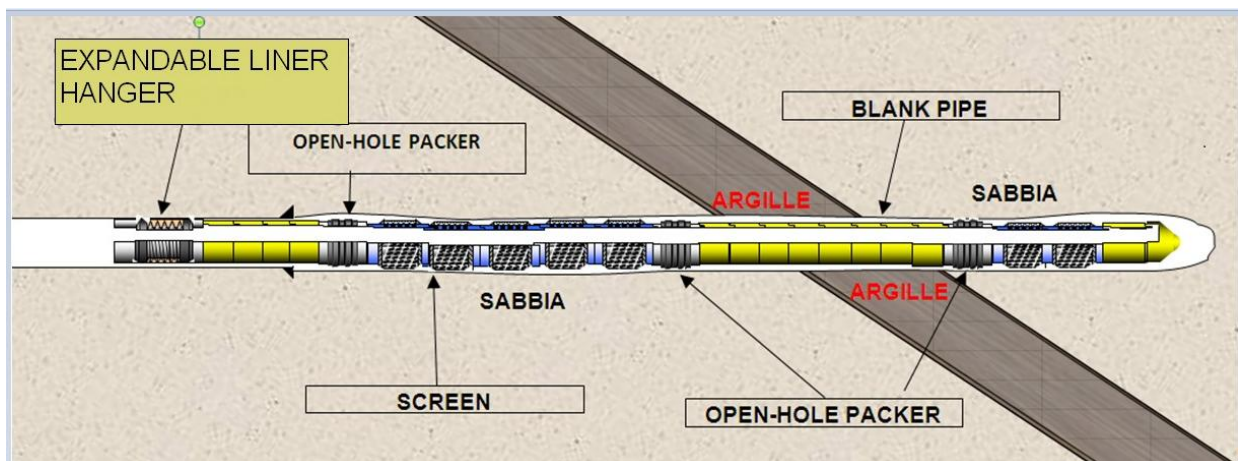 EXPANDABLE LINER
HANGER
OPEN-HOLE PACKER
BLANK PIPE
ARGILLE
SABBIA
SABBIA
ARGILLE
SCREEN
OPEN-HOLE PACKER